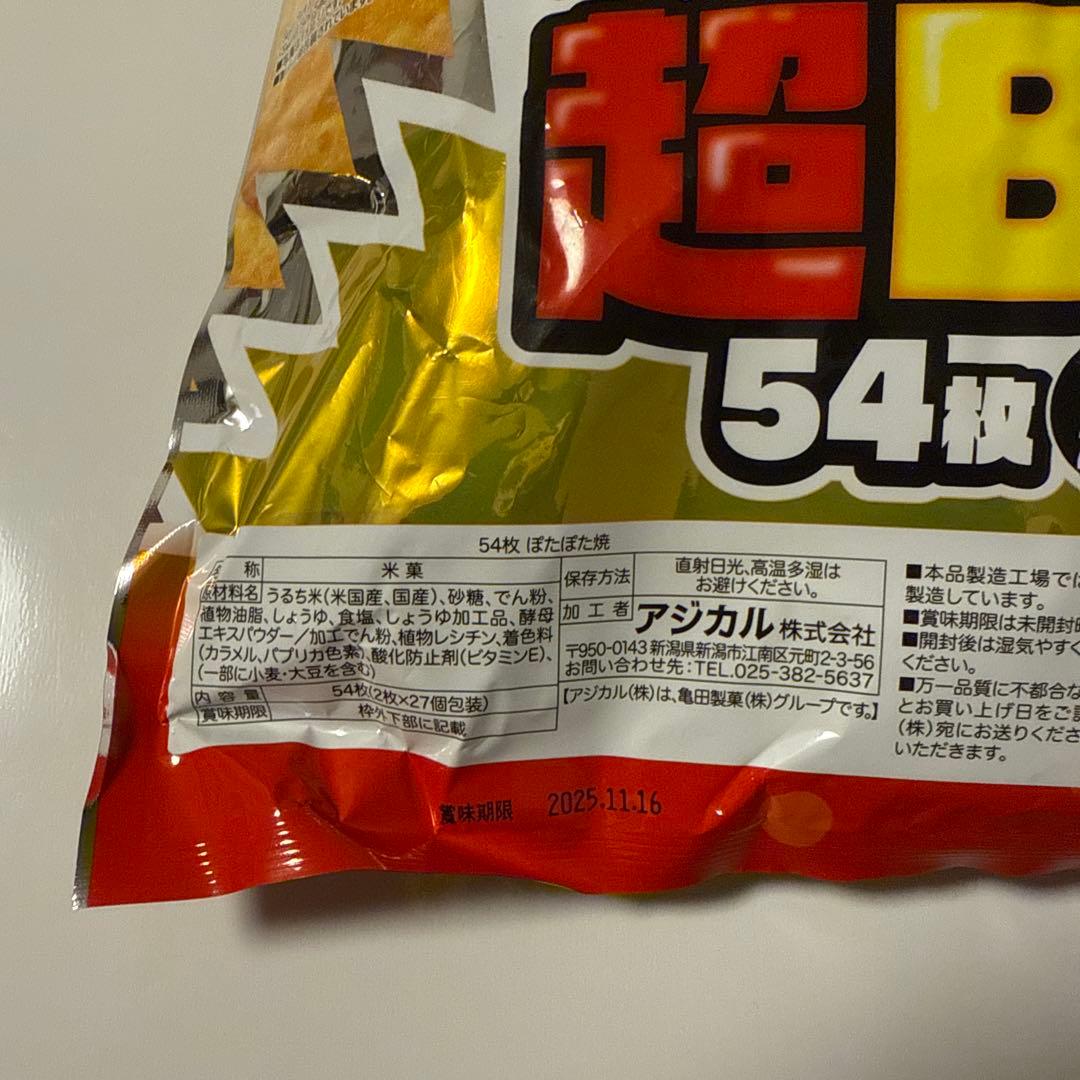 超B
54枚
54枚 ぽたぽた焼
称 米菓
原材料名 うるち米(米国産、国産)、砂糖、でん粉、
植物油脂、しょうゆ、食塩、しょうゆ加工品、酵母
エキスパウダー/加工でん粉、植物レシチン、着色料
(カラメル、パプリカ色素)、酸化防止剤(ビタミンE)、
(一部に小麦・大豆を含む)
内容量 54枚(2枚×27個包装)
賞味期限 枠外下部に記載
保存方法 直射日光、高温多湿は
お避けください。
加工者 アジカル株式会社
〒950-0143 新潟県新潟市江南区元町2-3-56
お問い合わせ先:TEL.025-382-5637
【アジカル(株)は、亀田製菓(株)グループです。】
■本品製造工場では
製造しています。
■賞味期限は未開封時
■開封後は湿気やすく
ください。
■万一品質に不都合な
とお買い上げ日をご記
(株)宛にお送りくださ
いただきます。
賞味期限 2025.11.16